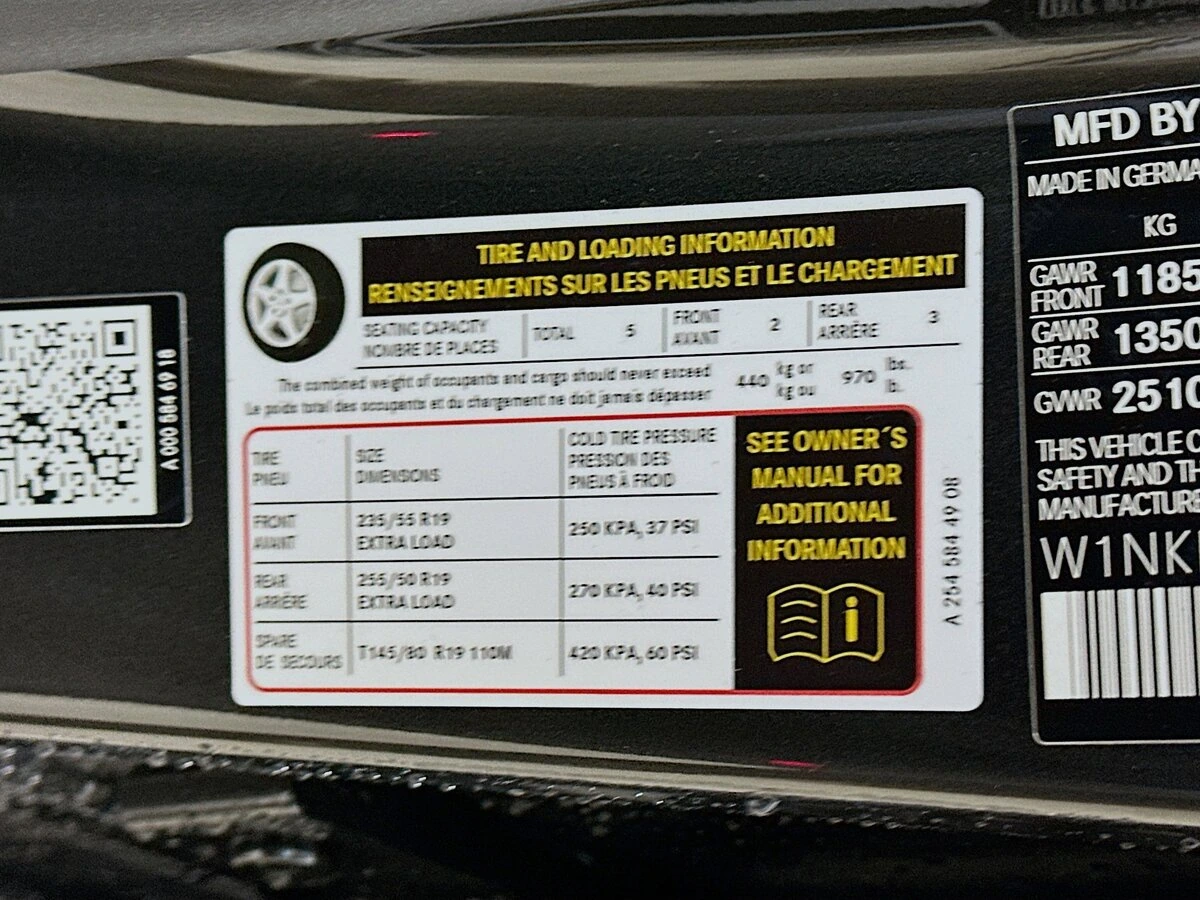 A 000 584 69 18
TIRE AND LOADING INFORMATION
RENSEIGNEMENTS SUR LES PNEUS ET LE CHARGEMENT
SEATING CAPACITY
NOMBRE DE PLACES
TOTAL 5
FRONT
AVANT
2
REAR
ARRIÈRE
3
The combined weight of occupants and cargo should never exceed
Le poids total des occupants et du chargement ne doit jamais dépasser
440
kg or
kg ou
970
lbs.
lb.
TIRE
PNEU
SIZE
DIMENSIONS
COLD TIRE PRESSURE
PRESSION DES
PNEUS À FROID
FRONT
AVANT
235/55 R19
EXTRA LOAD
250 KPA, 37 PSI
REAR
ARRIÈRE
255/50 R19
EXTRA LOAD
270 KPA, 40 PSI
SPARE
DE SECOURS
T145/80 R19 110M
420 KPA, 60 PSI
SEE OWNER´S
MANUAL FOR
ADDITIONAL
INFORMATION
A 254 584 49 08
MFD BY
MADE IN GERMA
KG
GAWR
FRONT
1185
GAWR
REAR
1350
GVWR 2510
THIS VEHICLE C
SAFETY AND TH
MANUFACTURE
W1NK